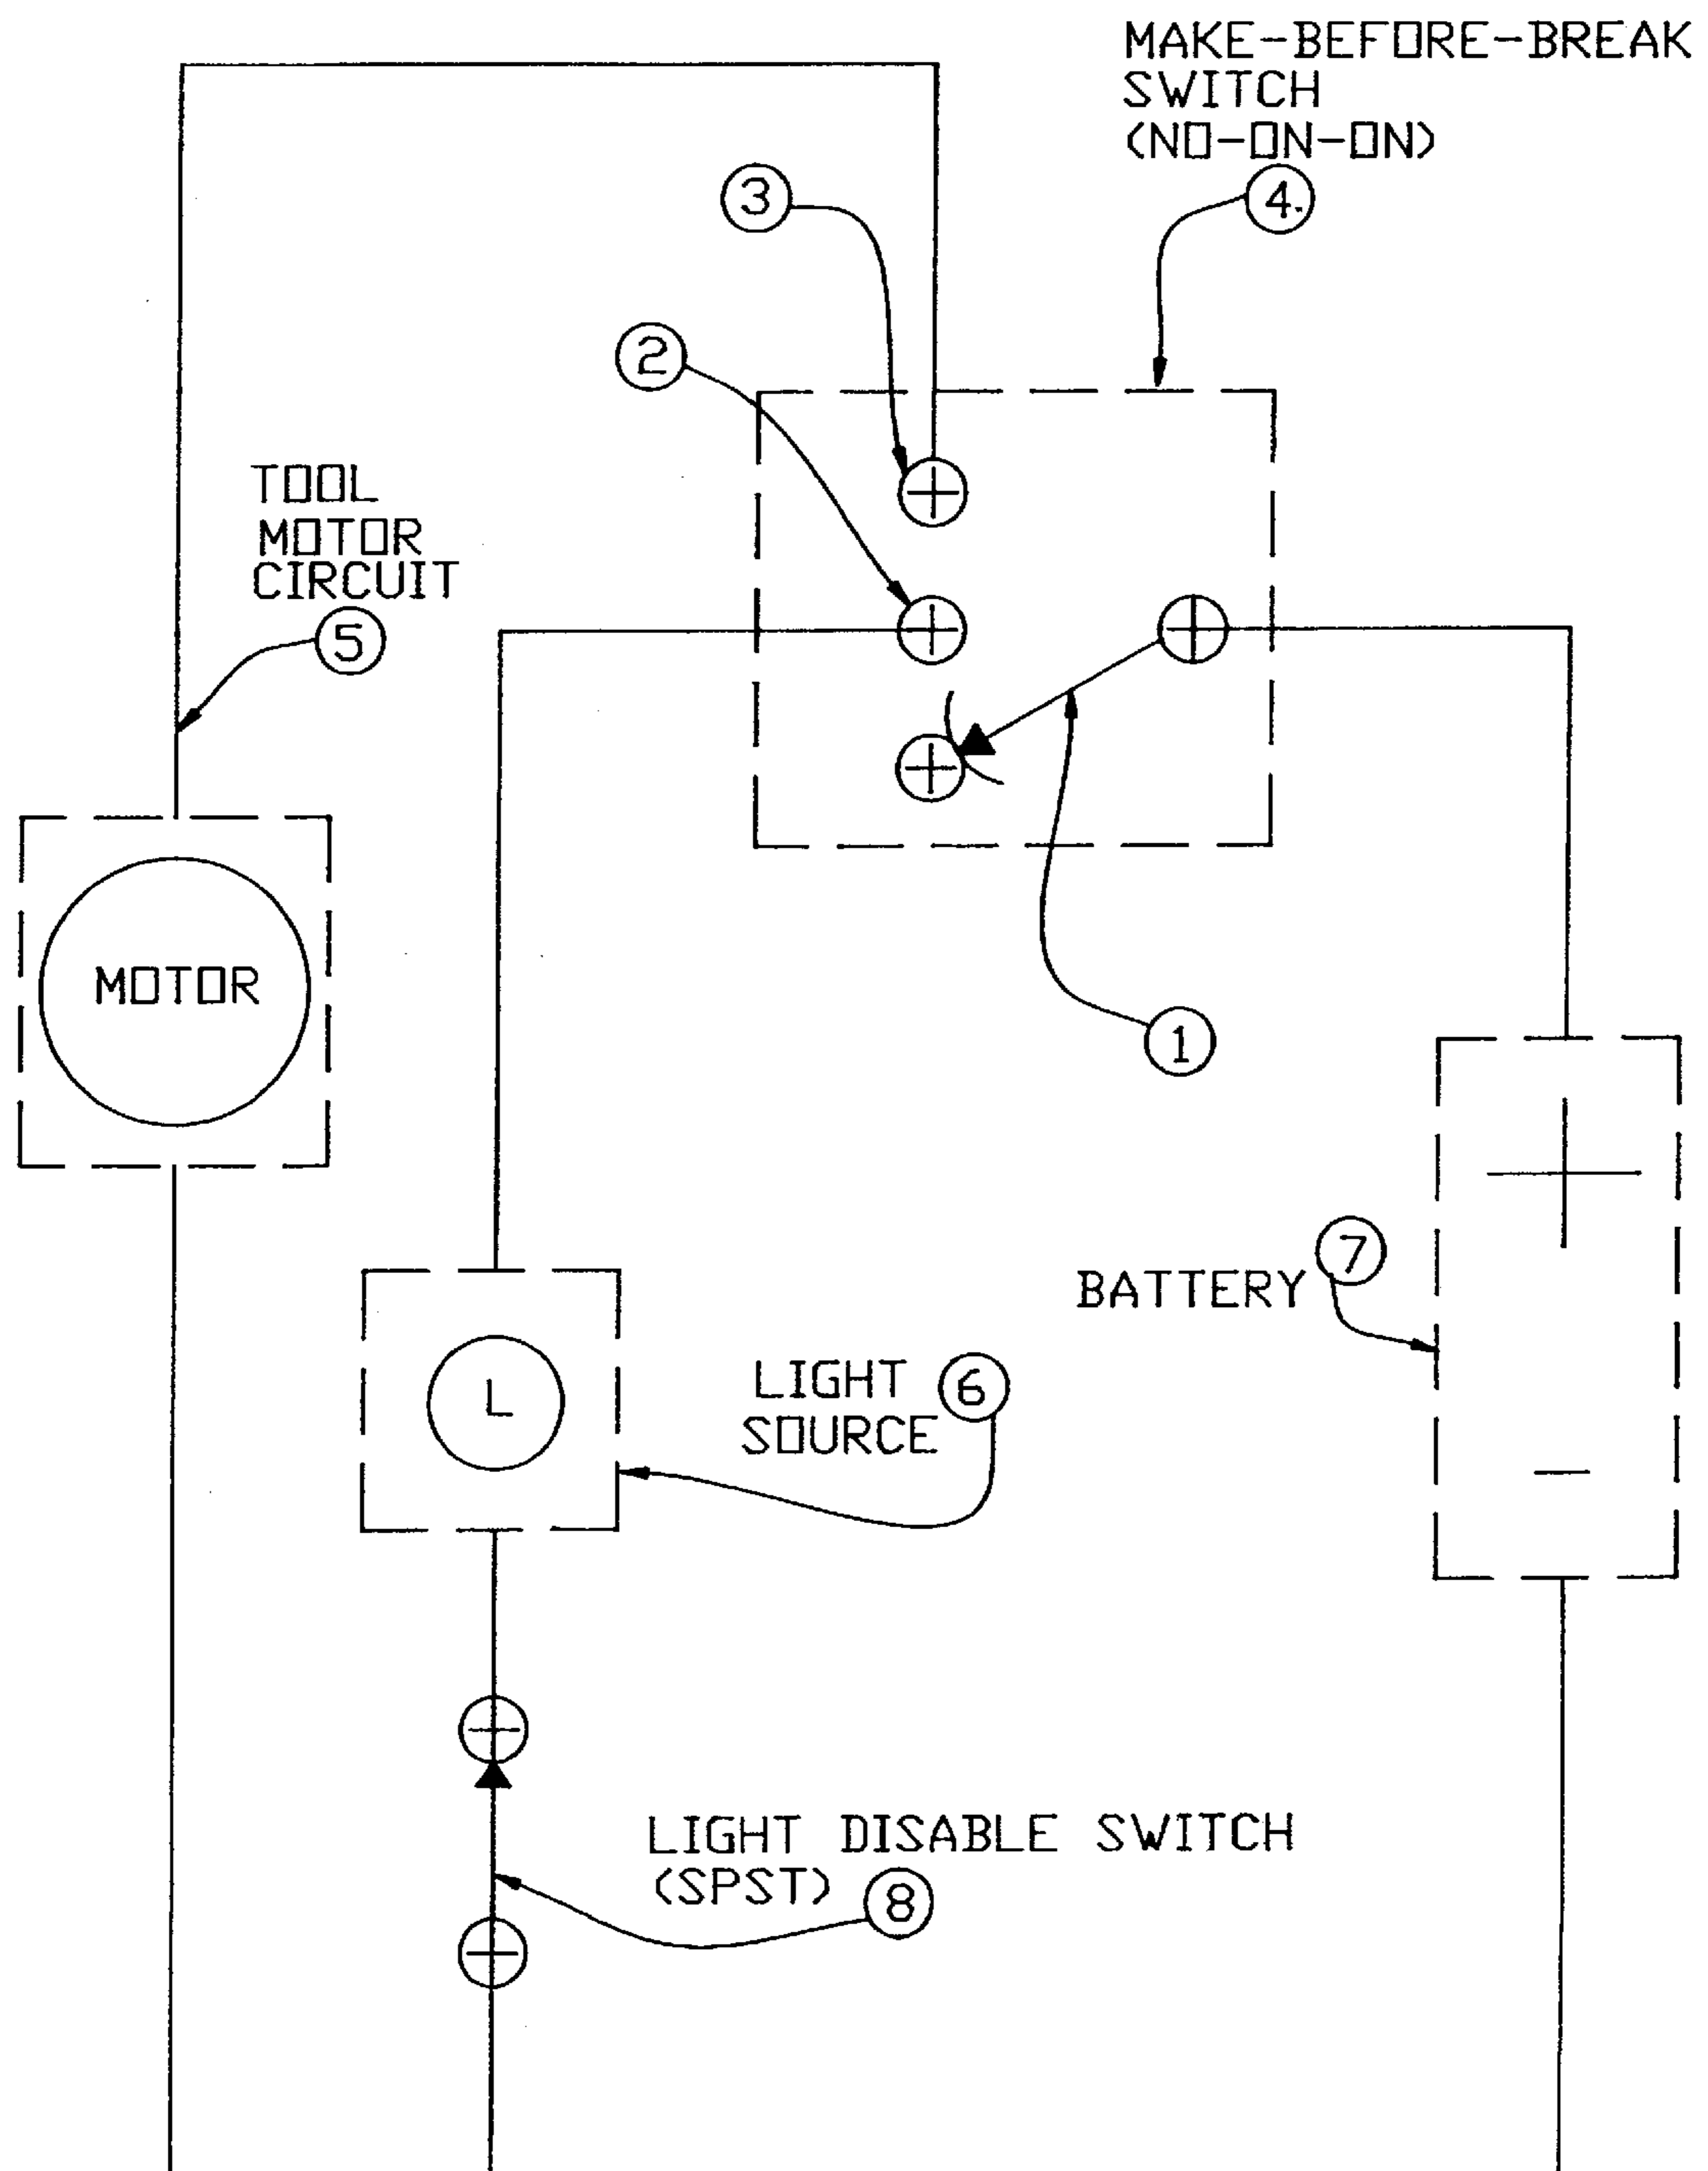 MAKE-BEFORE-BREAK
SWITCH
(NO-ON-ON)
4
3
2
TOOL
MOTOR
CIRCUIT
5
MOTOR
1
BATTERY 7
+
-
L
LIGHT 6
SOURCE
LIGHT DISABLE SWITCH
(SPST) 8